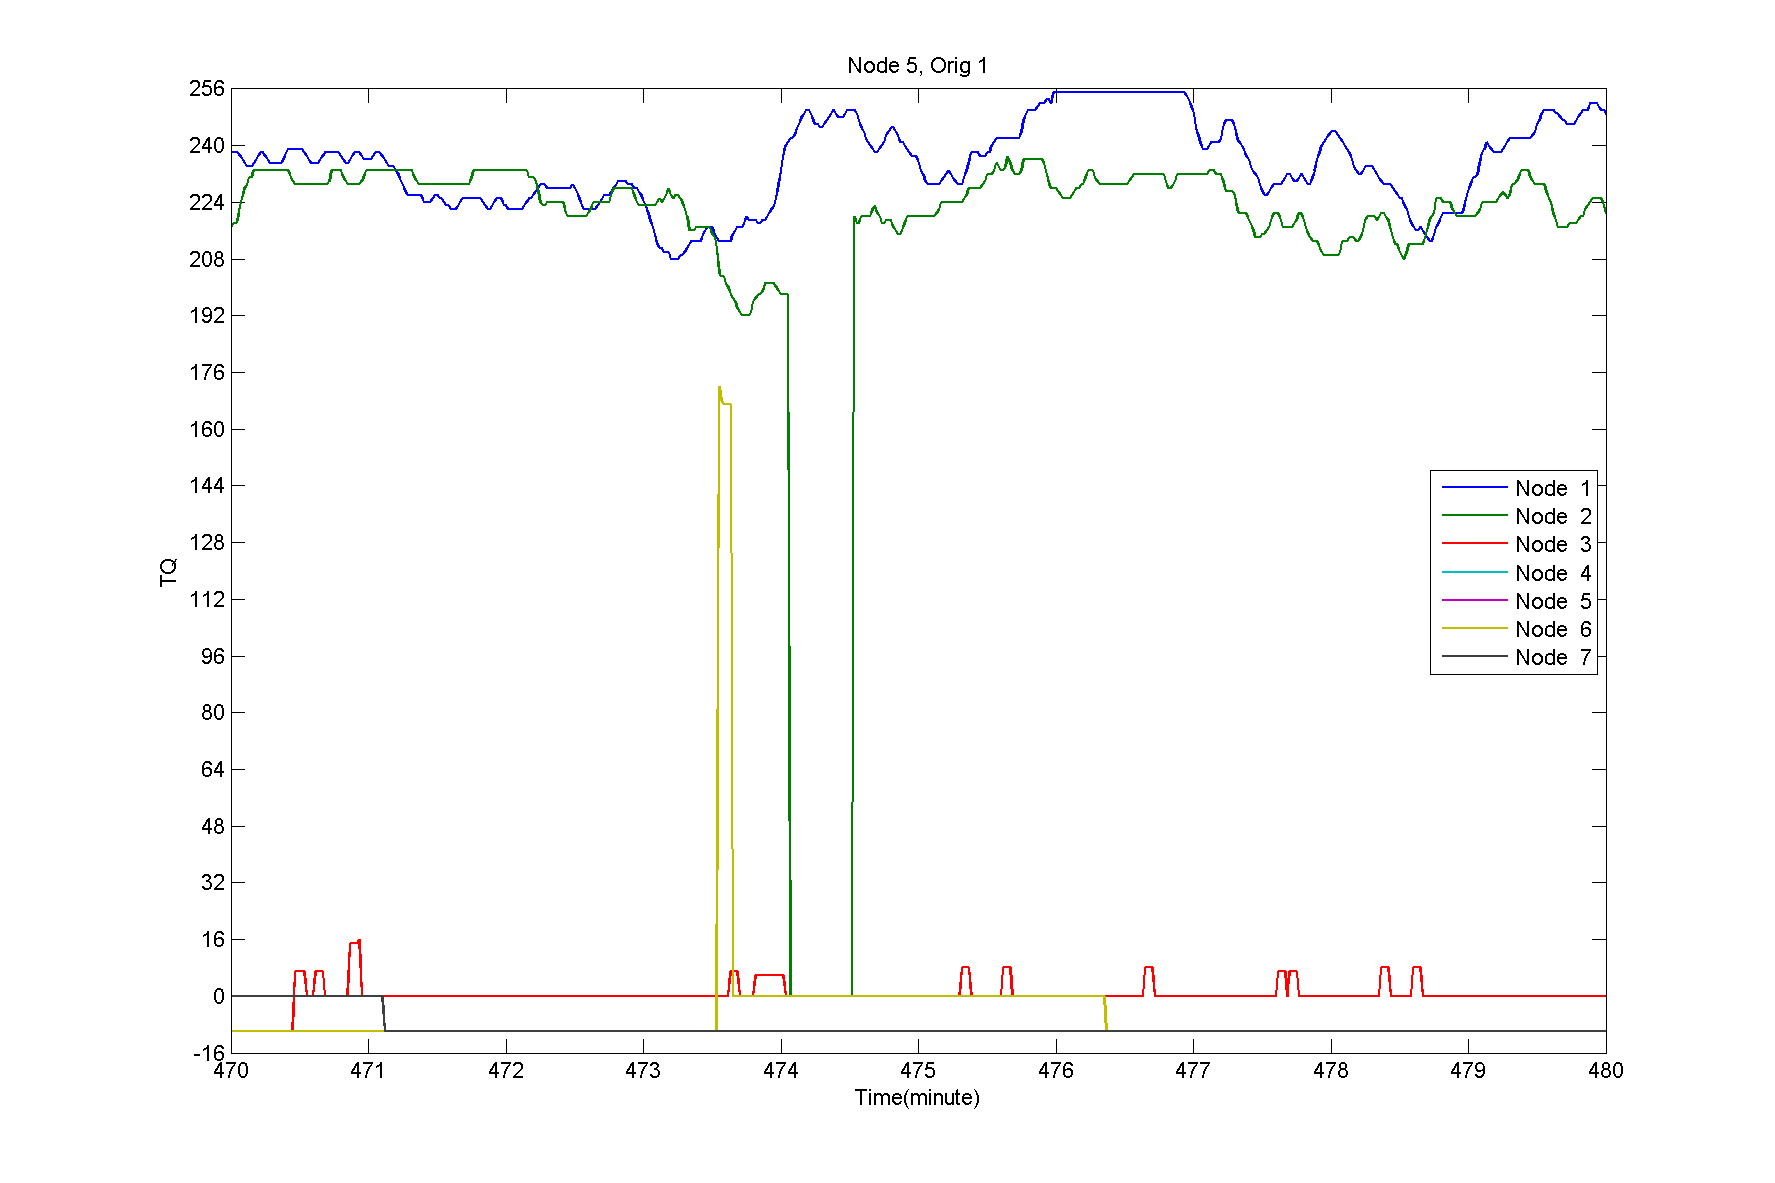 Node 5, Orig 1
256
240
224
208
192
176
160
144
128
112
96
80
64
48
32
16
0
-16
TQ
Node 1
Node 2
Node 3
Node 4
Node 5
Node 6
Node 7
470 471 472 473 474 475 476 477 478 479 480
Time(minute)